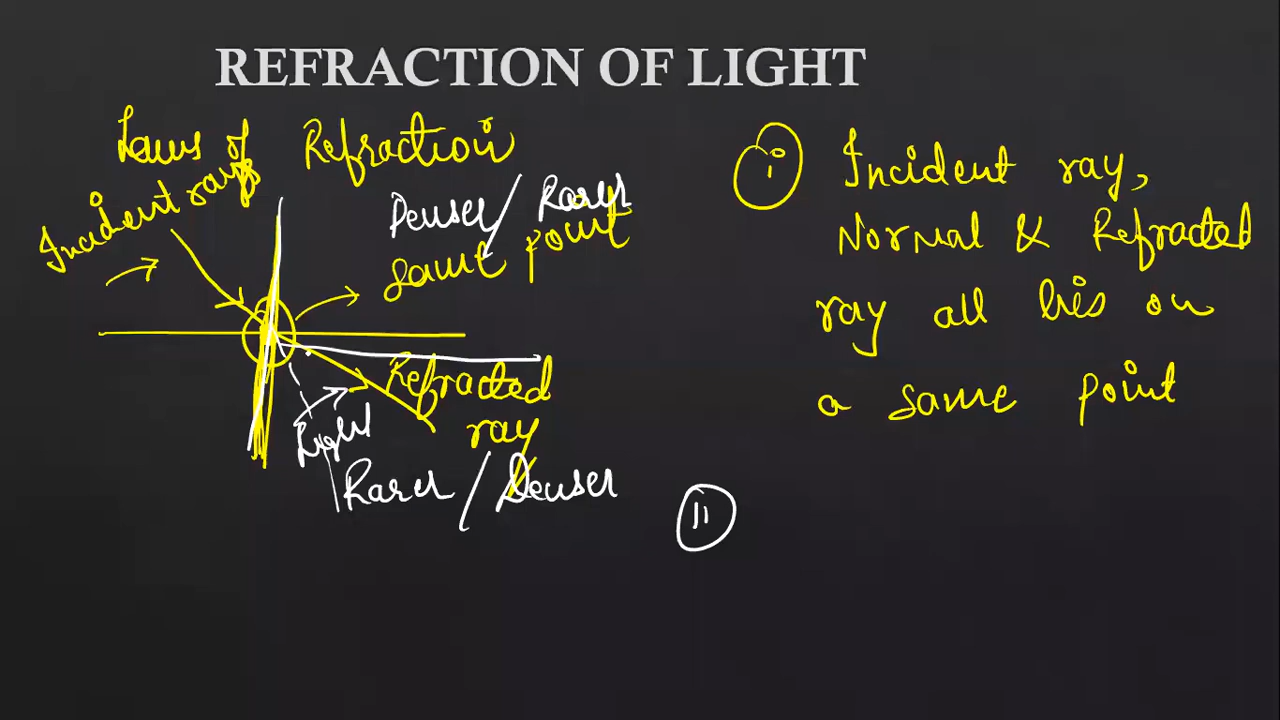 REFRACTION OF LIGHT
Laws of Refraction
Incident rays
Denser / Rarer
same point
Refracted
ray
Light
Rarer / Denser
i Incident ray,
Normal & Refracted
ray all lies on
a same point
ii